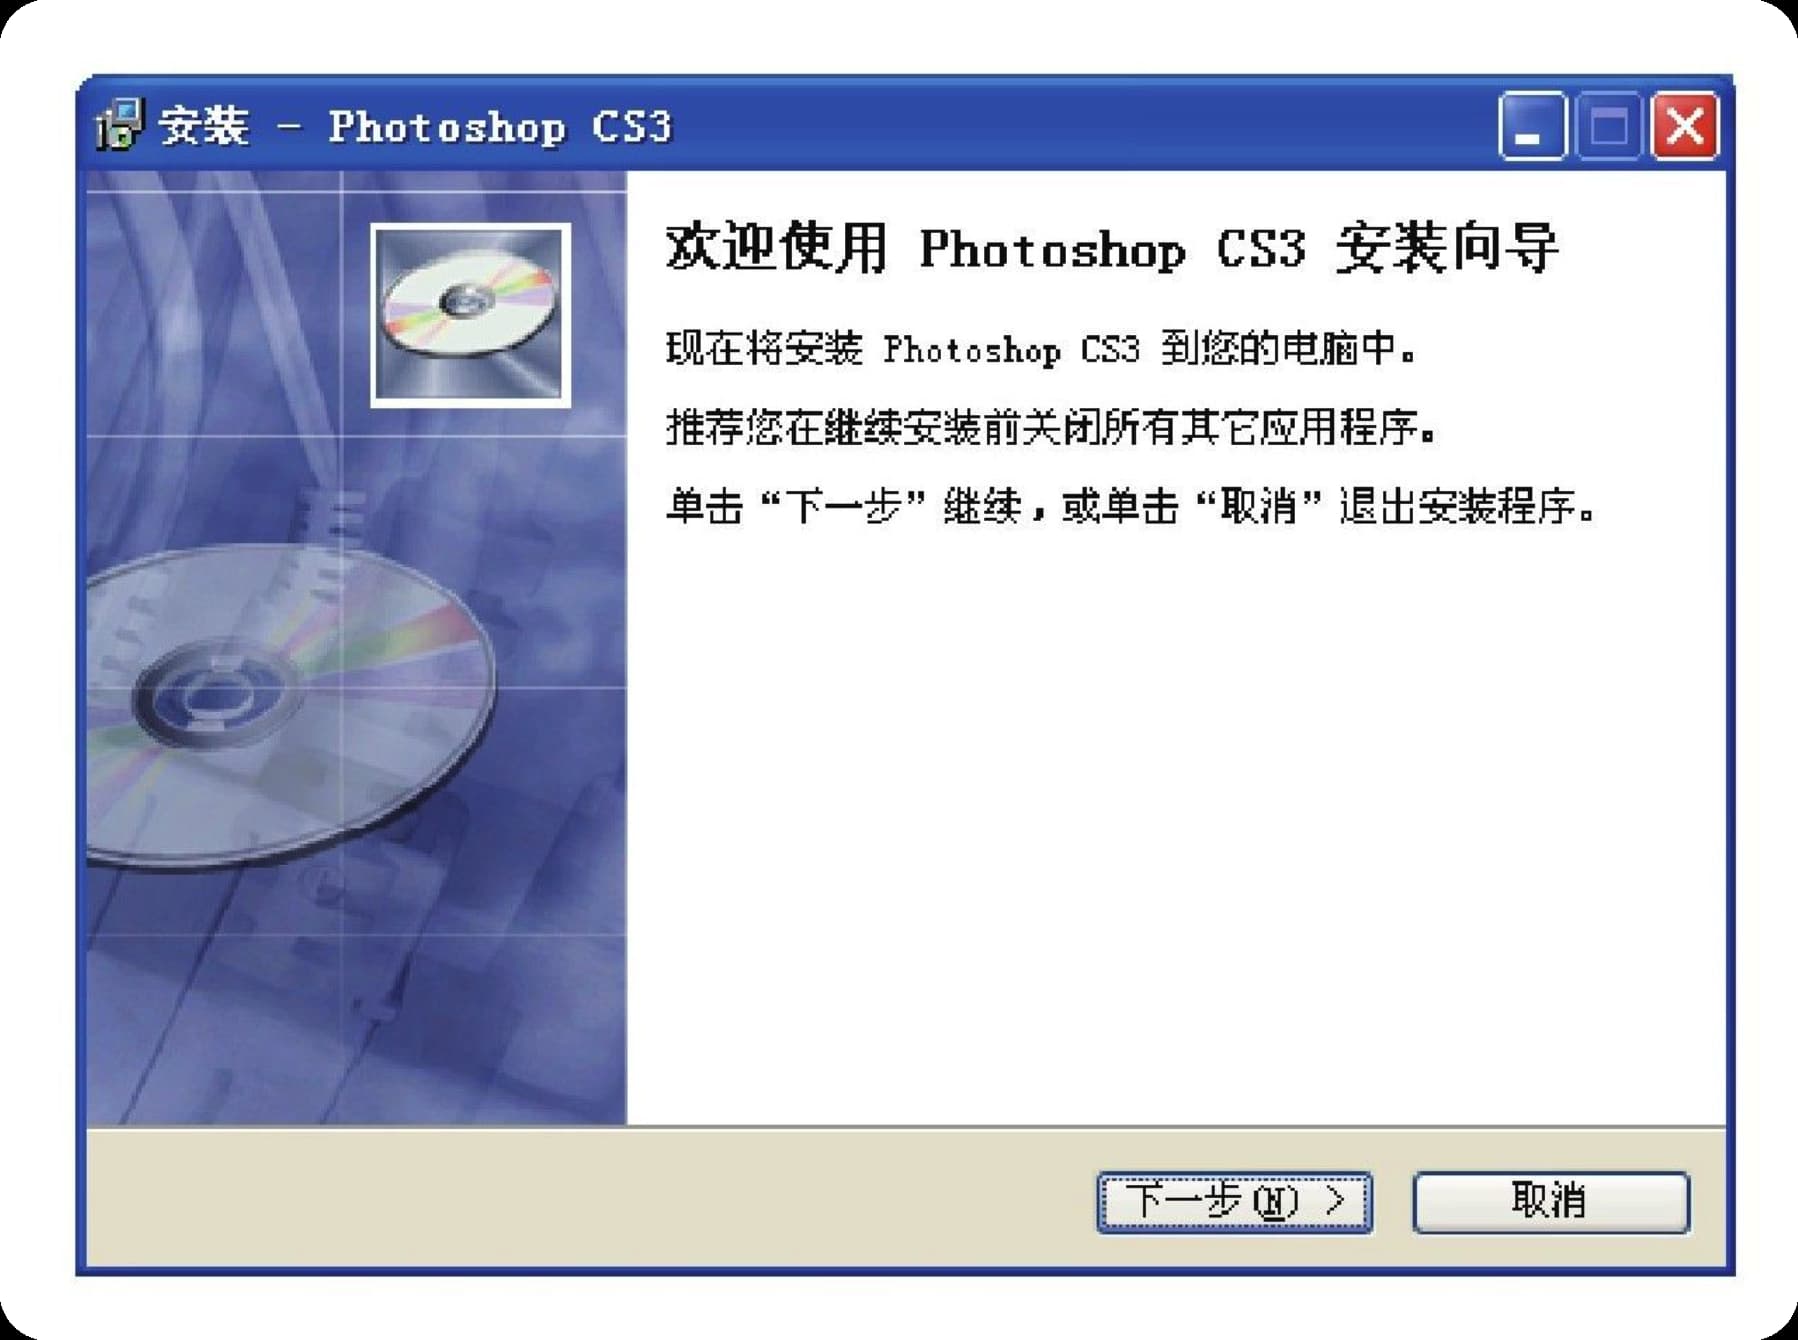 安装 - Photoshop CS3
欢迎使用 Photoshop CS3 安装向导
现在将安装 Photoshop CS3 到您的电脑中。
推荐您在继续安装前关闭所有其它应用程序。
单击“下一步”继续，或单击“取消”退出安装程序。
下一步(N) >
取消